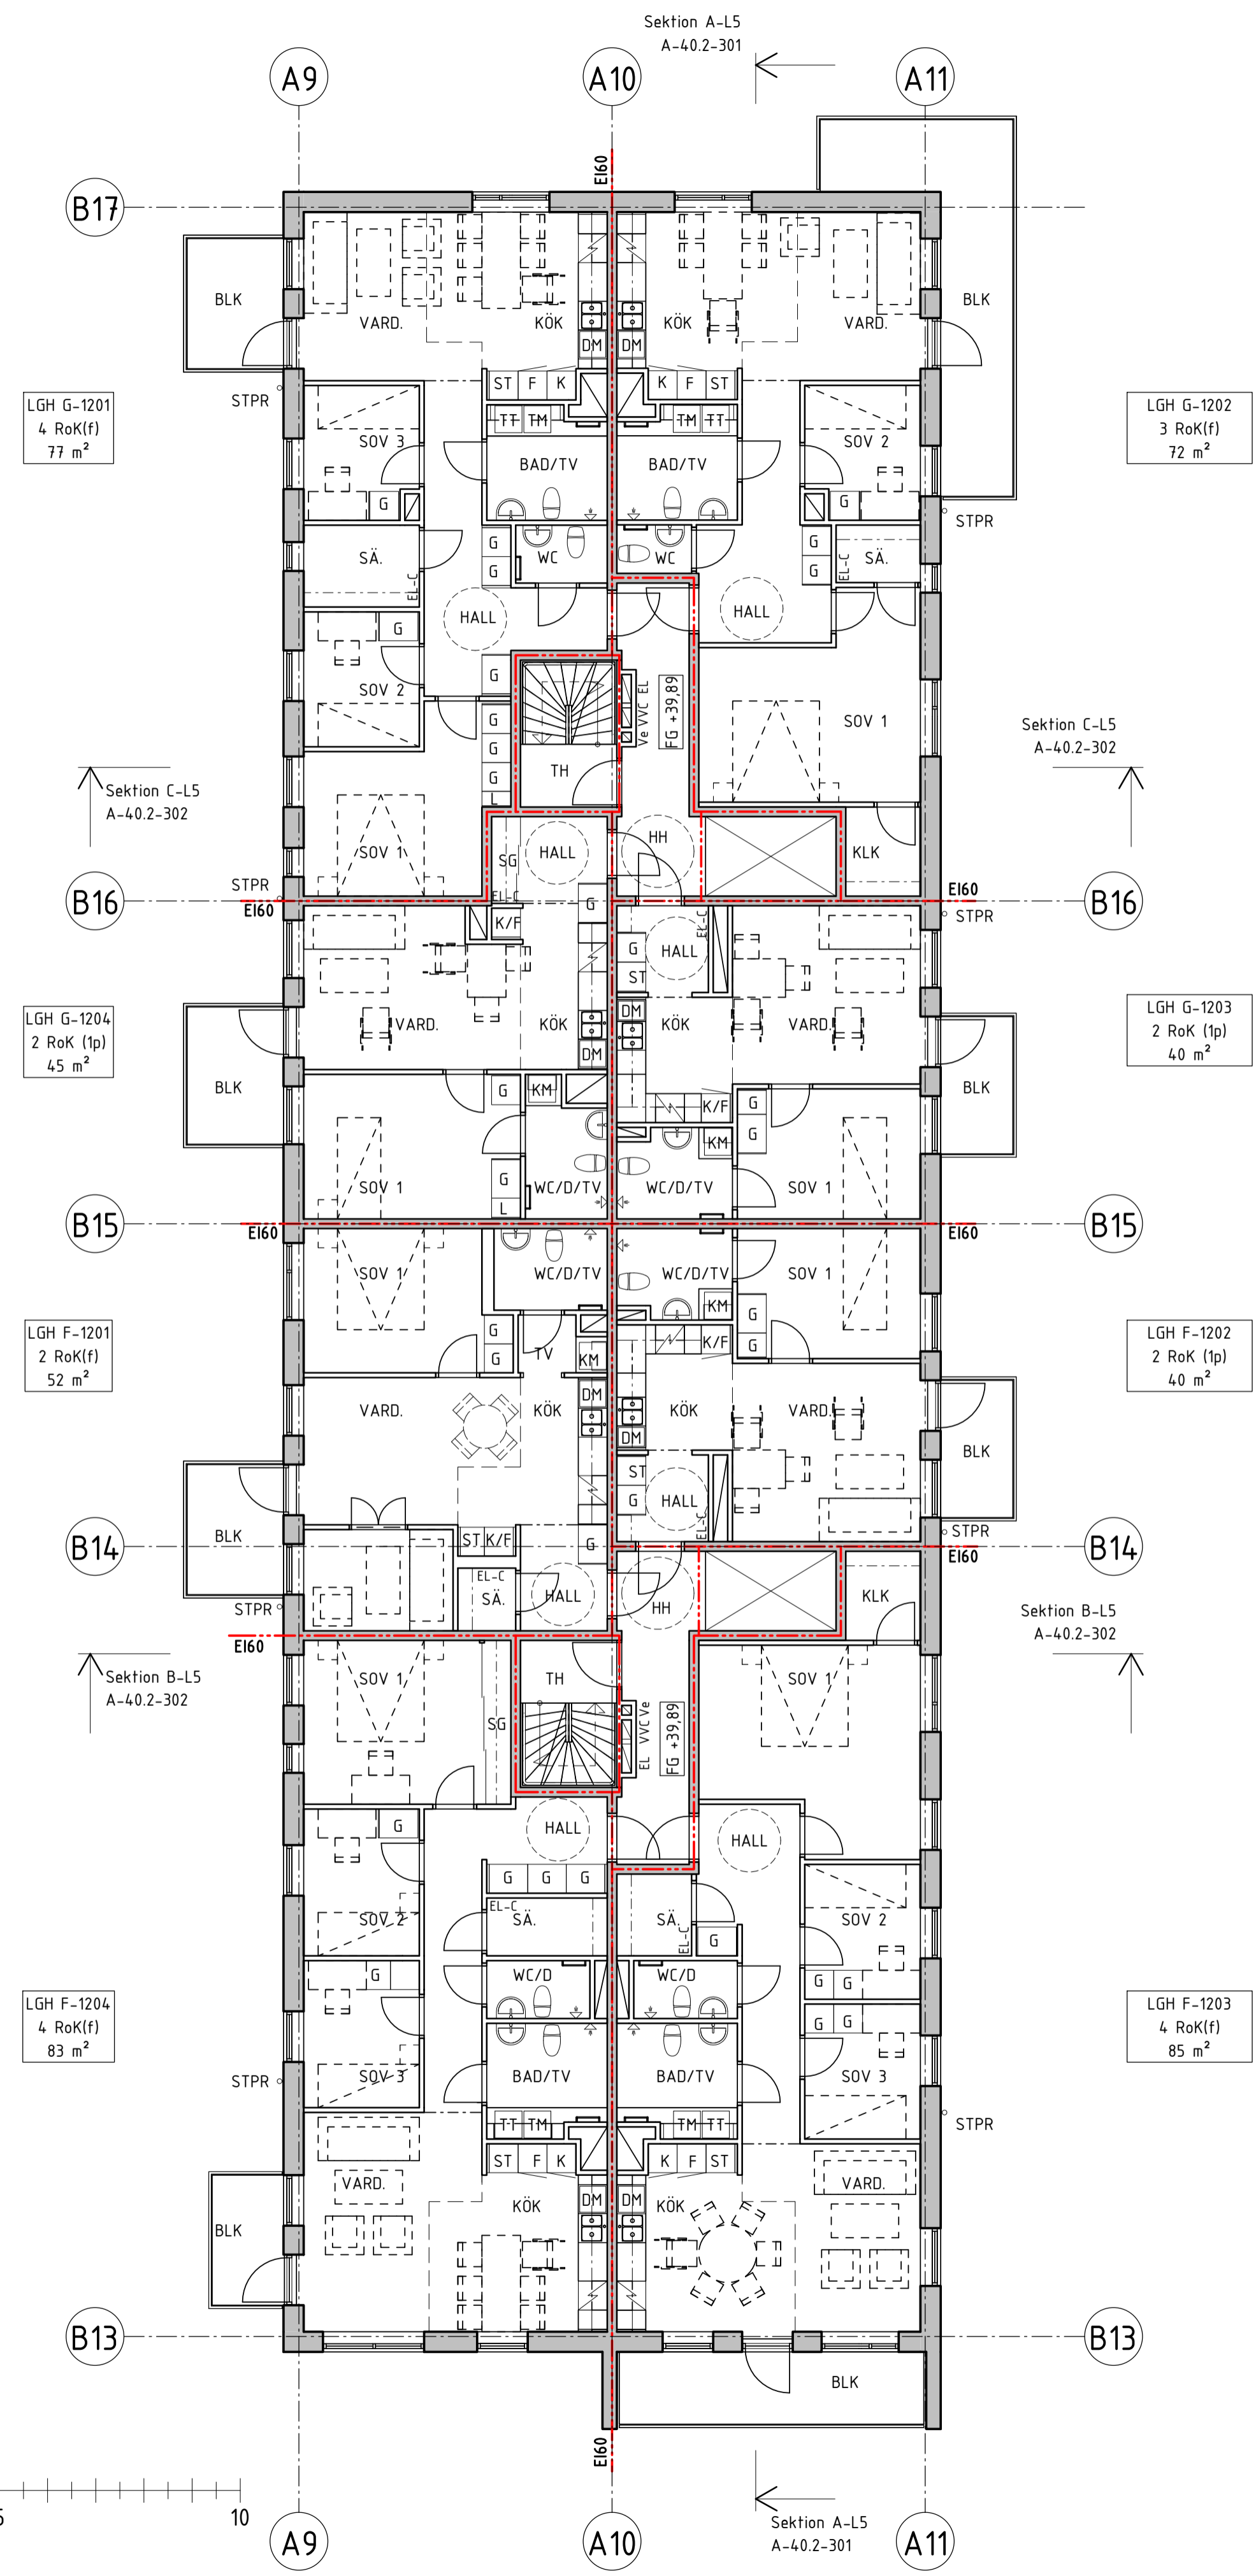 Sektion A-L5
A-40.2-301
A9
A10
A11
EI60
B17
BLK
VARD.
KÖK
KÖK
VARD.
BLK
DM
DM
STPR
ST
F
K
K
F
ST
LGH G-1201
4 RoK(f)
77 m²
LGH G-1202
3 RoK(f)
72 m²
SOV 3
TT
TM
TM
TT
SOV 2
BAD/TV
BAD/TV
G
G
STPR
SÄ.
EL-C
G
G
WC
WC
G
G
EL-C
SÄ.
HALL
HALL
G
SOV 2
G
Ve VVC EL
FG +39,89
SOV 1
G
G
G
L
TH
Sektion C-L5
A-40.2-302
Sektion C-L5
A-40.2-302
SOV 1
SG
HALL
HH
KLK
STPR
EI60
B16
EL-C
G
K/F
EL-C
EI60
STPR
B16
G
ST
HALL
LGH G-1204
2 RoK (1p)
45 m²
LGH G-1203
2 RoK (1p)
40 m²
VARD.
KÖK
DM
DM
KÖK
VARD.
BLK
BLK
G
KM
K/F
G
G
KM
SOV 1
G
L
WC/D/TV
WC/D/TV
SOV 1
B15
EI60
EI60
B15
SOV 1
WC/D/TV
WC/D/TV
SOV 1
KM
G
G
LGH F-1201
2 RoK(f)
52 m²
LGH F-1202
2 RoK (1p)
40 m²
G
G
TV
KM
K/F
VARD.
KÖK
DM
DM
KÖK
VARD.
BLK
BLK
ST
G
HALL
EL-C
B14
ST
K/F
G
STPR
EI60
B14
EL-C
SÄ.
HALL
HH
KLK
STPR
EI60
Sektion B-L5
A-40.2-302
Sektion B-L5
A-40.2-302
SOV 1
SG
TH
EL VVC Ve
FG +39,89
SOV 1
G
HALL
HALL
G
G
G
SOV 2
EL-C
SÄ.
SÄ.
EL-C
G
SOV 2
G
WC/D
WC/D
G
G
LGH F-1204
4 RoK(f)
83 m²
LGH F-1203
4 RoK(f)
85 m²
G
G
SOV 3
BAD/TV
BAD/TV
SOV 3
STPR
STPR
TT
TM
TM
TT
ST
F
K
K
F
ST
VARD.
KÖK
DM
DM
KÖK
VARD.
BLK
B13
B13
BLK
EI60
10
Sektion A-L5
A-40.2-301
A9
A10
A11